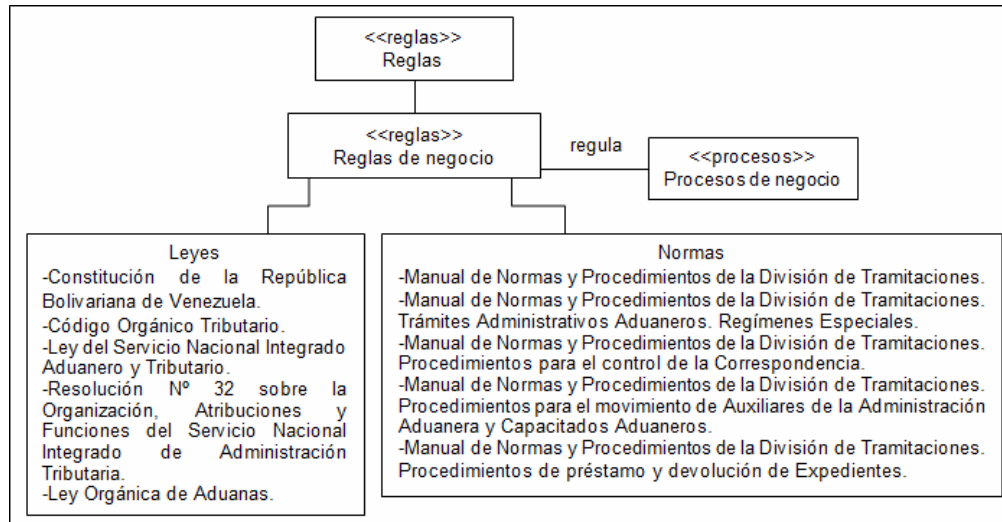 <<reglas>>
Reglas
<<reglas>>
Reglas de negocio
regula
<<procesos>>
Procesos de negocio
Leyes
-Constitución de la República
Bolivariana de Venezuela.
-Código Orgánico Tributario.
-Ley del Servicio Nacional Integrado
Aduanero y Tributario.
-Resolución Nº 32 sobre la
Organización, Atribuciones y
Funciones del Servicio Nacional
Integrado de Administración
Tributaria.
-Ley Orgánica de Aduanas.
Normas
-Manual de Normas y Procedimientos de la División de Tramitaciones.
-Manual de Normas y Procedimientos de la División de Tramitaciones.
Trámites Administrativos Aduaneros. Regímenes Especiales.
-Manual de Normas y Procedimientos de la División de Tramitaciones.
Procedimientos para el control de la Correspondencia.
-Manual de Normas y Procedimientos de la División de Tramitaciones.
Procedimientos para el movimiento de Auxiliares de la Administración
Aduanera y Capacitados Aduaneros.
-Manual de Normas y Procedimientos de la División de Tramitaciones.
Procedimientos de préstamo y devolución de Expedientes.